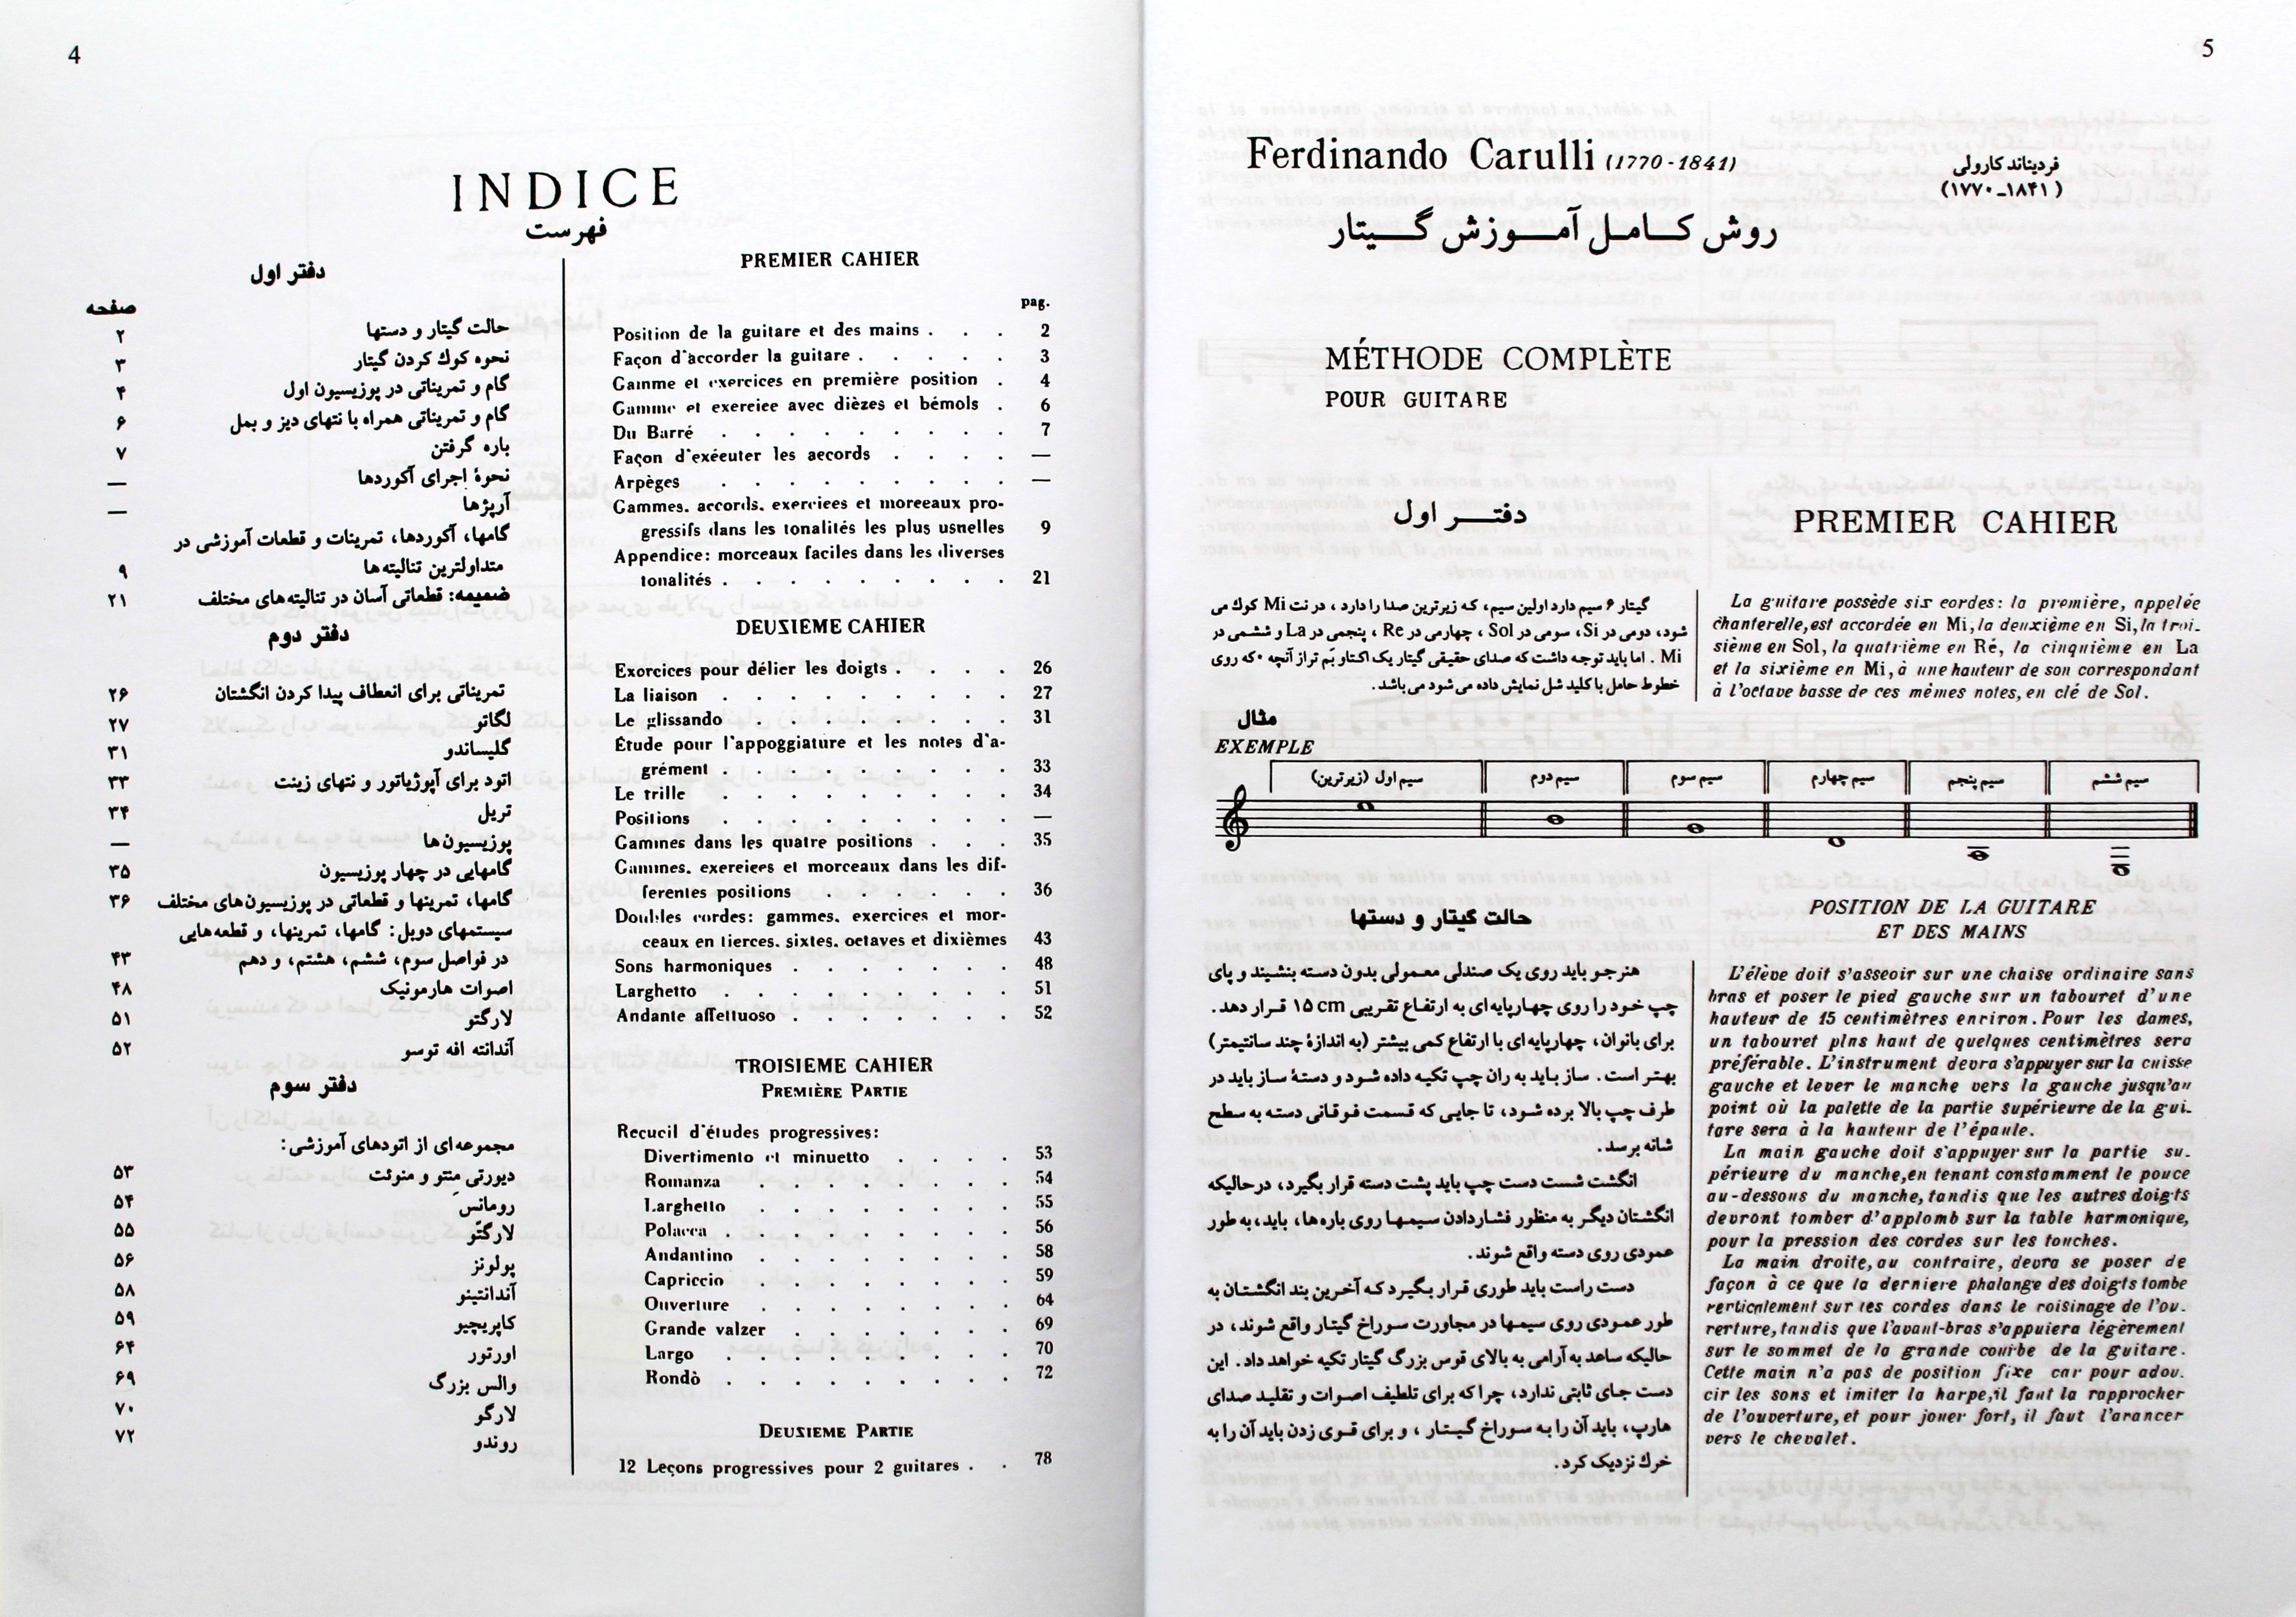 4
INDICE
فهرست
PREMIER CAHIER
pag.
Position de la guitare et des mains . . . 2
Façon d'accorder la guitare . . . . . 3
Gamme et exercices en première position . 4
Gamme et exercice avec dièzes et bémols . 6
Du Barré . . . . . . . . . 7
Façon d'exécuter les accords . . . . —
Arpèges . . . . . . . . . —
Gammes, accords, exercices et morceaux pro-
gressifs dans les tonalités les plus usnelles 9
Appendice: morceaux faciles dans les diverses
tonalités . . . . . . . . . 21
DEUXIEME CAHIER
Exorcices pour délier les doigts . . . . 26
La liaison . . . . . . . . . 27
Le glissando . . . . . . . . 31
Étude pour l'appoggiature et les notes d'a-
grément . . . . . . . . . 33
Le trille . . . . . . . . . 34
Positions . . . . . . . . . —
Gammes dans les quatre positions . . . 35
Gammes, exercices et morceaux dans les dif-
ferentes positions . . . . . . 36
Doubles cordes: gammes, exercices et mor-
ceaux en tierces, sixtes, octaves et dixièmes 43
Sons harmoniques . . . . . . . 48
Larghetto . . . . . . . . . 51
Andante affettuoso . . . . . . . 52
TROISIEME CAHIER
PREMIÈRE PARTIE
Recueil d'études progressives:
Divertimento et minuetto . . . . 53
Romanza . . . . . . . . 54
Larghetto . . . . . . . . 55
Polacca . . . . . . . . . 56
Andantino . . . . . . . . 58
Capriccio . . . . . . . . 59
Ouverture . . . . . . . . 64
Grande valzer . . . . . . . 69
Largo . . . . . . . . . 70
Rondò . . . . . . . . . 72
DEUXIEME PARTIE
12 Leçons progressives pour 2 guitares . . 78
دفتر اول
صفحه
حالت گیتار و دستها ۲
نحوه کوك کردن گیتار ۳
گام و تمریناتی در پوزیسیون اول ۴
گام و تمریناتی همراه با نتهای دیز و بمل ۶
باره گرفتن ۷
نحوهٔ اجرای آکوردها —
آرپژها —
گامها، آکوردها، تمرینات و قطعات آموزشی در
متداولترین تنالیته‌ها ۹
ضمیمه: قطعاتی آسان در تنالیته‌های مختلف ۲۱
دفتر دوم
تمریناتی برای انعطاف پیدا کردن انگشتان ۲۶
لگاتو ۲۷
گلیساندو ۳۱
اتود برای آپوژیاتور و نتهای زینت ۳۳
تریل ۳۴
پوزیسیون‌ها —
گامهایی در چهار پوزیسیون ۳۵
گامها، تمرینها و قطعاتی در پوزیسیون‌های مختلف ۳۶
سیستمهای دوبل: گامها، تمرینها، و قطعه‌هایی
در فواصل سوم، ششم، هشتم، و دهم ۴۳
اصوات هارمونیک ۴۸
لارگتو ۵۱
آندانته افه توسو ۵۲
دفتر سوم
مجموعه‌ای از اتودهای آموزشی:
دیورتی مِنتو و منوئت ۵۳
رومانس ۵۴
لارگتو ۵۵
پولونز ۵۶
آندانتینو ۵۸
کاپریچیو ۵۹
اورتور ۶۴
والس بزرگ ۶۹
لارگو ۷۰
روندو ۷۲
5
Ferdinando Carulli (1770-1841)
فردیناند کارولی
(۱۷۷۰-۱۸۴۱)
روش کــامــل آمـــوزش گـــیتار
MÉTHODE COMPLÈTE
POUR GUITARE
دفتـــر اول
PREMIER CAHIER
گیتار ۶ سیم دارد اولین سیم، که زیرترین صدا را دارد ، در نت Mi کوك می
شود، دومی در Si، سومی در Sol ، چهارمی در Re ، پنجمی در La و ششمی در
Mi . اما باید توجه داشت که صدای حقیقی گیتار یک اکتاو بَم تراز آنچه که روی
خطوط حامل با کلید سُل نمایش داده می‌شود می‌باشد .
La guitare possède six cordes: la première, appelée
chanterelle,est accordée en Mi,la deuxième en Si,la troi-
sième en Sol, la quatrième en Ré, la cinquième en La
et la sixième en Mi, à une hauteur de son correspondant
à l'octave basse de ces mêmes notes,en clé de Sol.
مثال
EXEMPLE
سیم اول (زیرترین) سیم دوم سیم سوم سیم چهارم سیم پنجم سیم ششم
حالت گیتار و دستها
هنرجو باید روی یک صندلی معمولی بدون دسته بنشیند و پای
چپ خود را روی چهارپایه‌ای به ارتفاع تقریبی ۱۵ cm قرار دهد .
برای بانوان، چهارپایه‌ای با ارتفاع کمی بیشتر (به اندازهٔ چند سانتیمتر)
بهتر است . ساز باید به ران چپ تکیه داده شود و دستهٔ ساز باید در
طرف چپ بالا برده شود، تا جایی که قسمت فوقانی دسته به سطح
شانه برسد .
انگشت شست دست چپ باید پشت دسته قرار بگیرد، درحالیکه
انگشتان دیگر به منظور فشاردادن سیمها روی باره‌ها، باید، به طور
عمودی روی دسته واقع شوند .
دست راست باید طوری قرار بگیرد که آخرین بند انگشتان به
طور عمودی روی سیمها در مجاورت سوراخ گیتار واقع شوند، در
حالیکه ساعد به آرامی به بالای قوس بزرگ گیتار تکیه خواهد داد . این
دست جای ثابتی ندارد، چرا که برای تلطیف اصوات و تقلید صدای
هارپ، باید آن را به سوراخ گیتار ، و برای قوی زدن باید آن را به
خرك نزدیک کرد .
POSITION DE LA GUITARE
ET DES MAINS
L'élève doit s'asseoir sur une chaise ordinaire sans
bras et poser le pied gauche sur un tabouret d'une
hauteur de 15 centimètres environ. Pour les dames,
un tabouret plns haut de quelques centimètres sera
préférable. L'instrument devra s'appuyer sur la cuisse
gauche et lever le manche vers la gauche jusqu'au
point où la palette de la partie supérieure de la gui-
tare sera à la hauteur de l'épaule.
La main gauche doit s'appuyer sur la partie su-
périeure du manche,en tenant constamment le pouce
au-dessous du manche, tandis que les autres doigts
devront tomber d'applomb sur la table harmonique,
pour la pression des cordes sur les touches.
La main droite, au contraire, devra se poser de
façon à ce que la derniere phalange des doigts tombe
verticalement sur les cordes dans le voisinage de l'ou-
verture, tandis que l'avant-bras s'appuiera légèrement
sur le sommet de la grande courbe de la guitare.
Cette main n'a pas de position fixe car pour adou-
cir les sons et imiter la harpe,il faut la rapprocher
de l'ouverture, et pour jouer fort, il faut l'avancer
vers le chevalet.